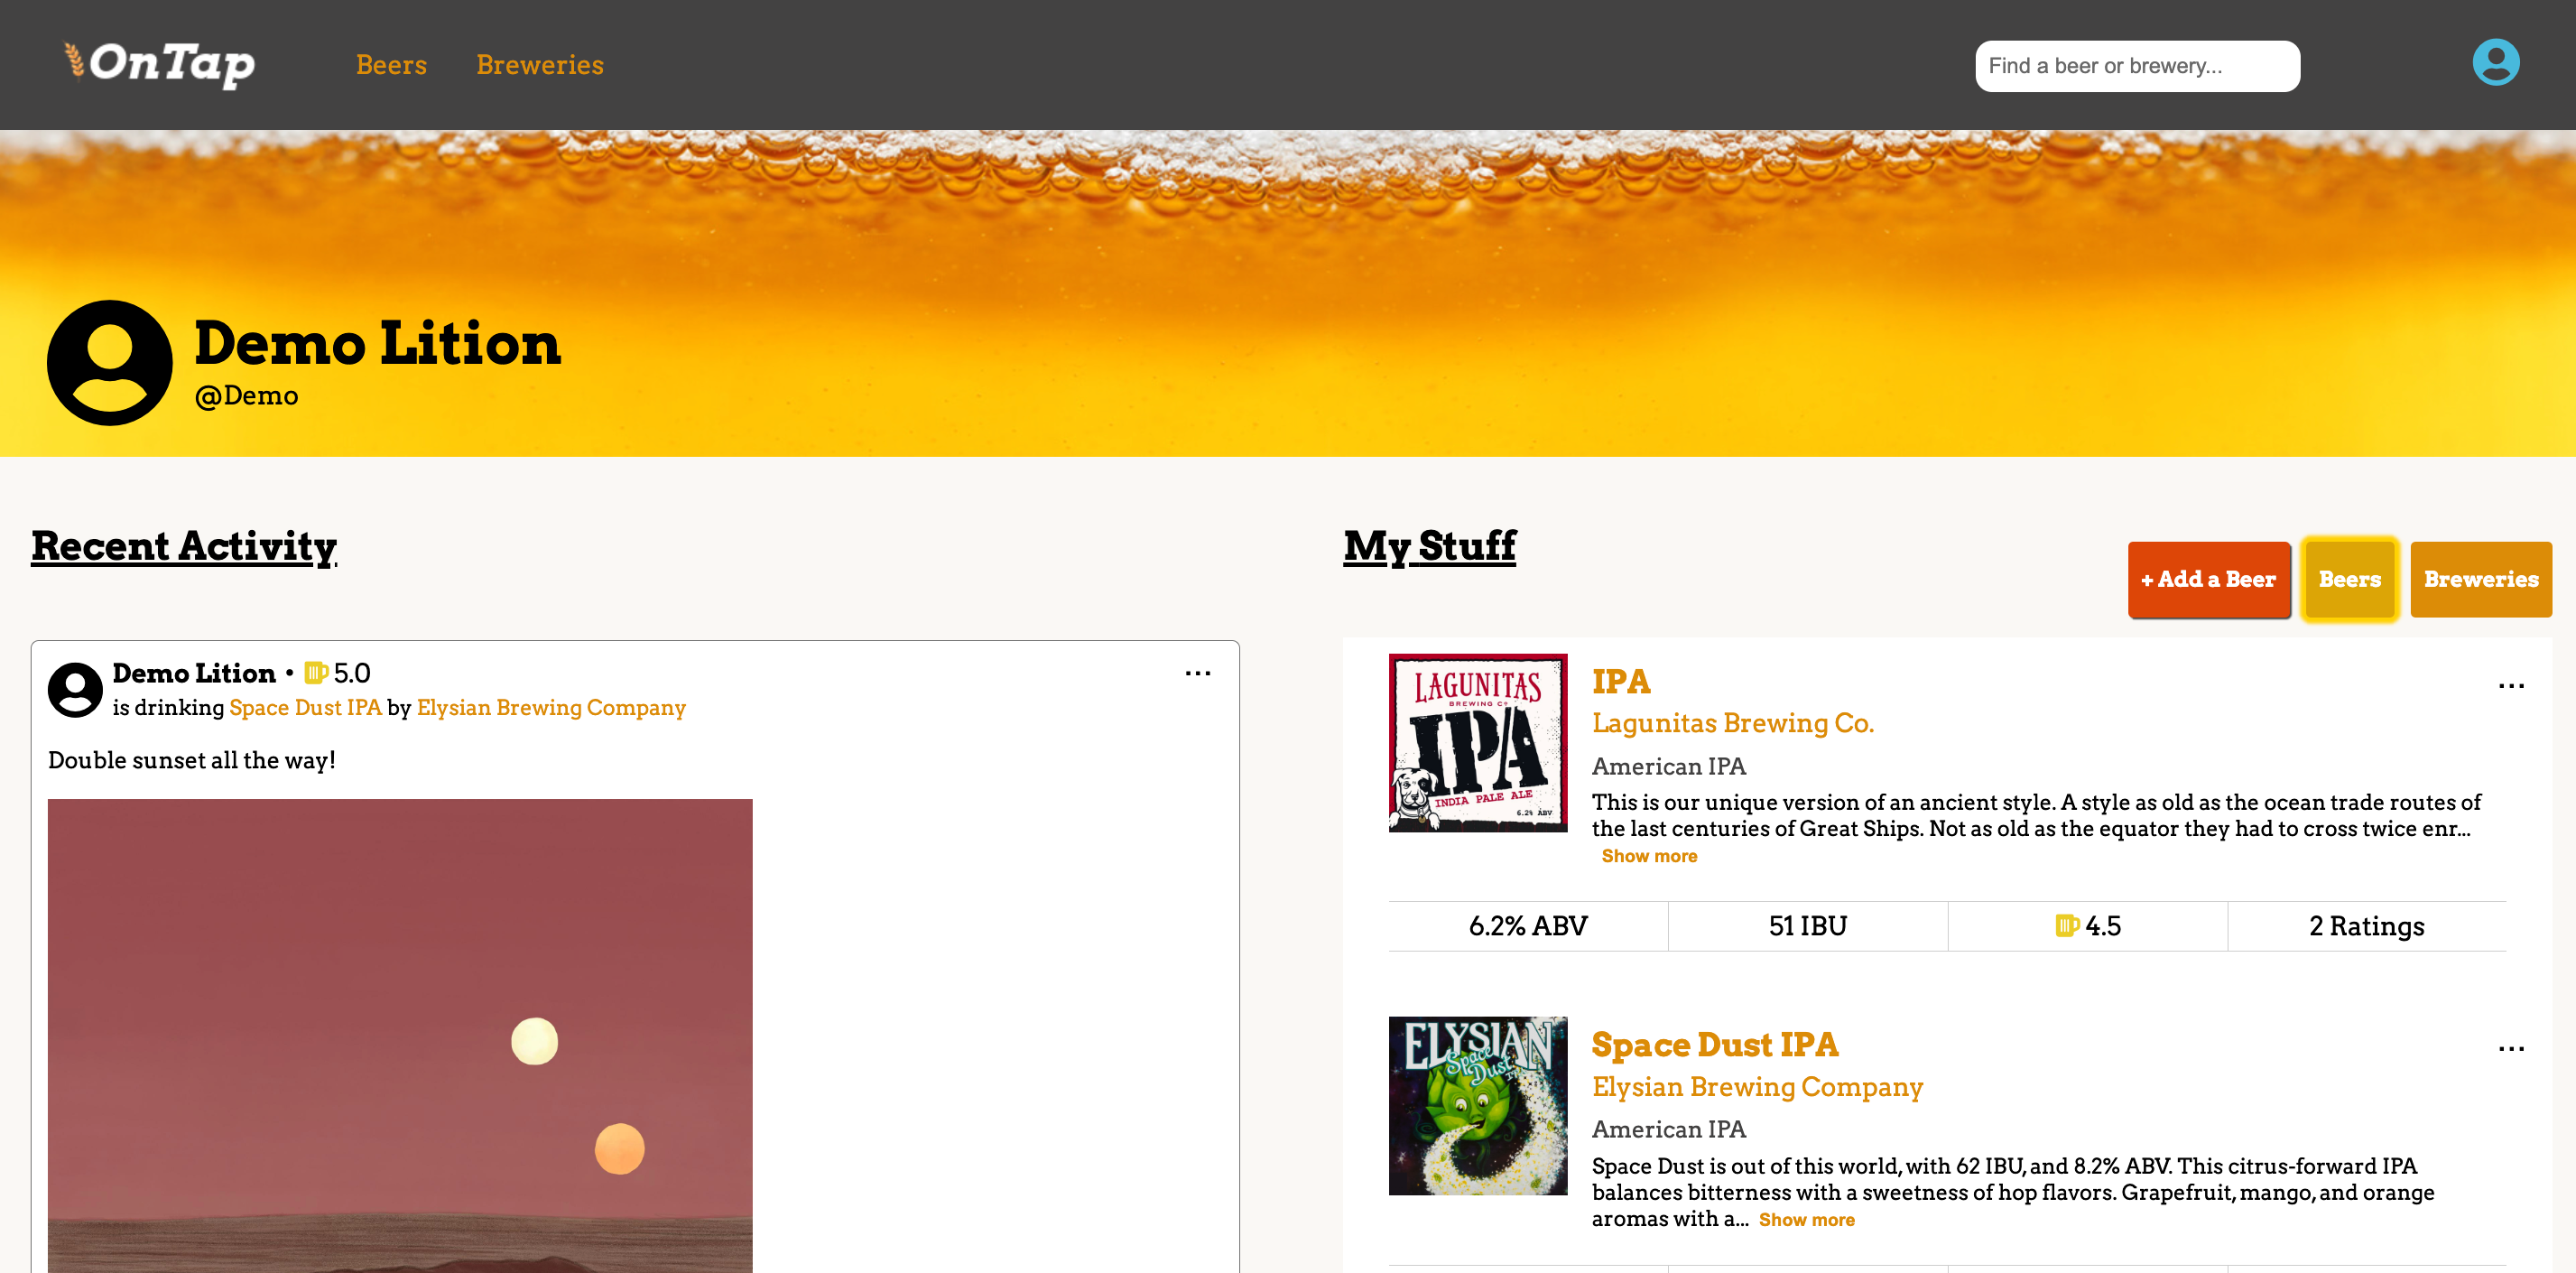 OnTap
Beers
Breweries
Find a beer or brewery...
Demo Lition
@Demo
Recent Activity
Demo Lition • 5.0
is drinking Space Dust IPA by Elysian Brewing Company
Double sunset all the way!
My Stuff
+ Add a Beer
Beers
Breweries
LAGUNITAS
BREWING CO
IPA
INDIA PALE ALE
6.2% ABV
IPA
Lagunitas Brewing Co.
American IPA
This is our unique version of an ancient style. A style as old as the ocean trade routes of
the last centuries of Great Ships. Not as old as the equator they had to cross twice enr...
Show more
6.2% ABV
51 IBU
4.5
2 Ratings
ELYSIAN
Space
Dust
Space Dust IPA
Elysian Brewing Company
American IPA
Space Dust is out of this world, with 62 IBU, and 8.2% ABV. This citrus-forward IPA
balances bitterness with a sweetness of hop flavors. Grapefruit, mango, and orange
aromas with a... Show more